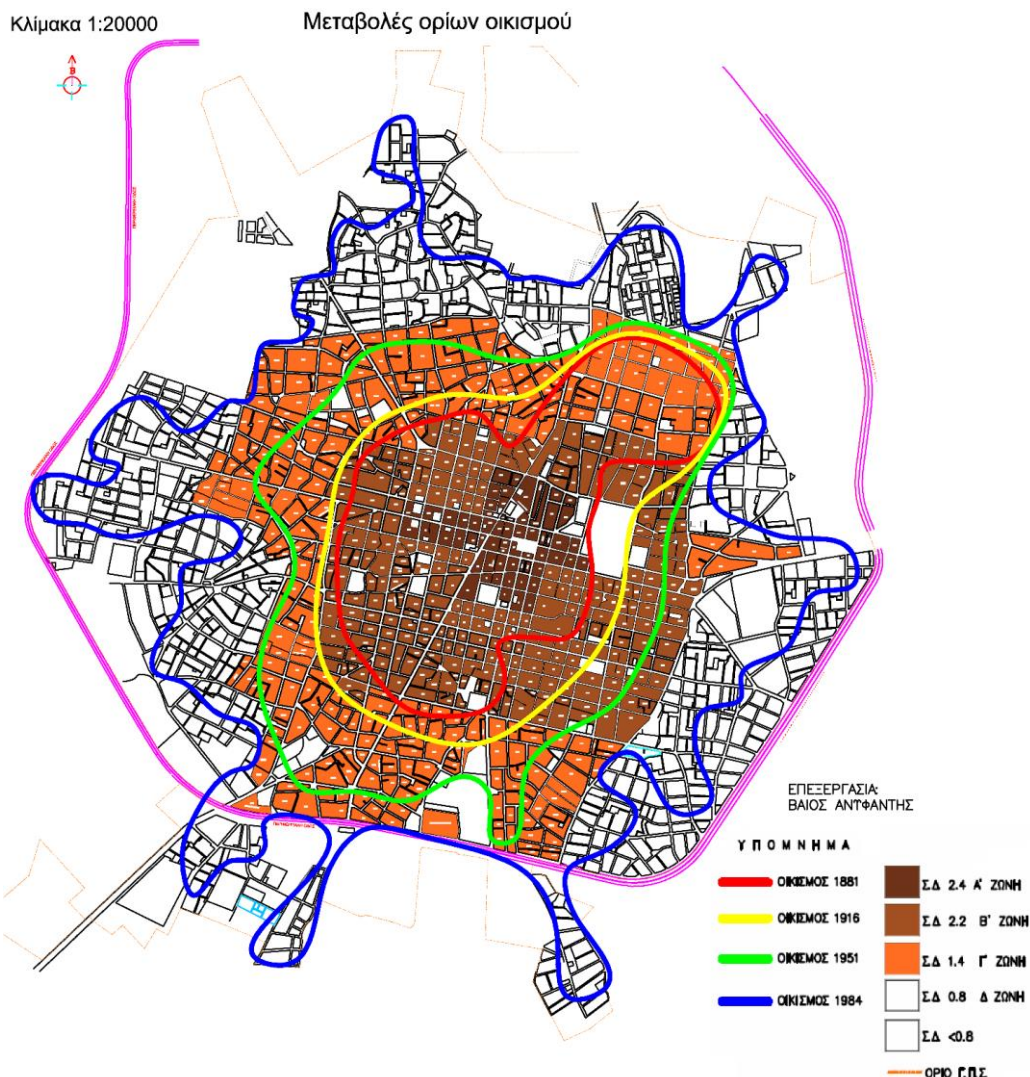 Κλίμακα 1:20000
Μεταβολές ορίων οικισμού
Β
ΕΠΕΞΕΡΓΑΣΙΑ:
ΒΑΙΟΣ ΑΝΤΦΑΝΤΗΣ
ΥΠΟΜΝΗΜΑ
ΟΙΚΙΣΜΟΣ 1881
ΟΙΚΙΣΜΟΣ 1916
ΟΙΚΙΣΜΟΣ 1951
ΟΙΚΙΣΜΟΣ 1984
ΣΔ 2.4 Α' ΖΩΝΗ
ΣΔ 2.2 Β' ΖΩΝΗ
ΣΔ 1.4 Γ' ΖΩΝΗ
ΣΔ 0.8 Δ ΖΩΝΗ
ΣΔ <0.8
ΟΡΙΟ Γ.Π.Σ